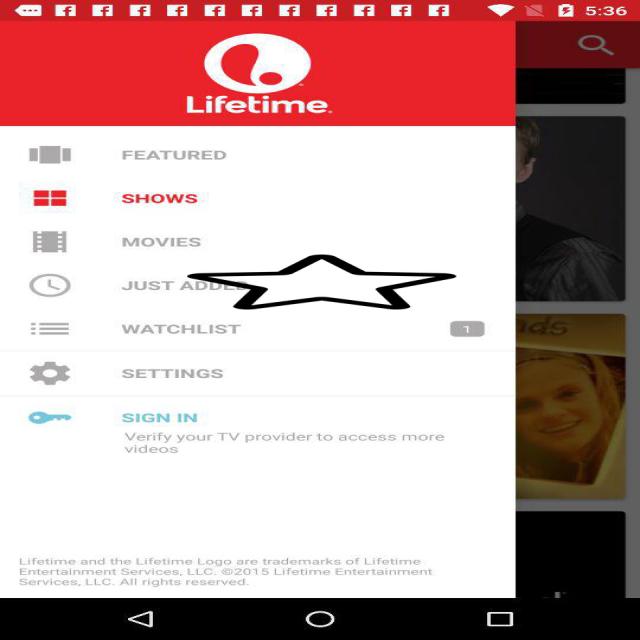 5:36
Lifetime
FEATURED
SHOWS
MOVIES
JUST ADDED
WATCHLIST 1
SETTINGS
SIGN IN
Verify your TV provider to access more
videos
Lifetime and the Lifetime Logo are trademarks of Lifetime
Entertainment Services, LLC. ©2015 Lifetime Entertainment
Services, LLC. All rights reserved.